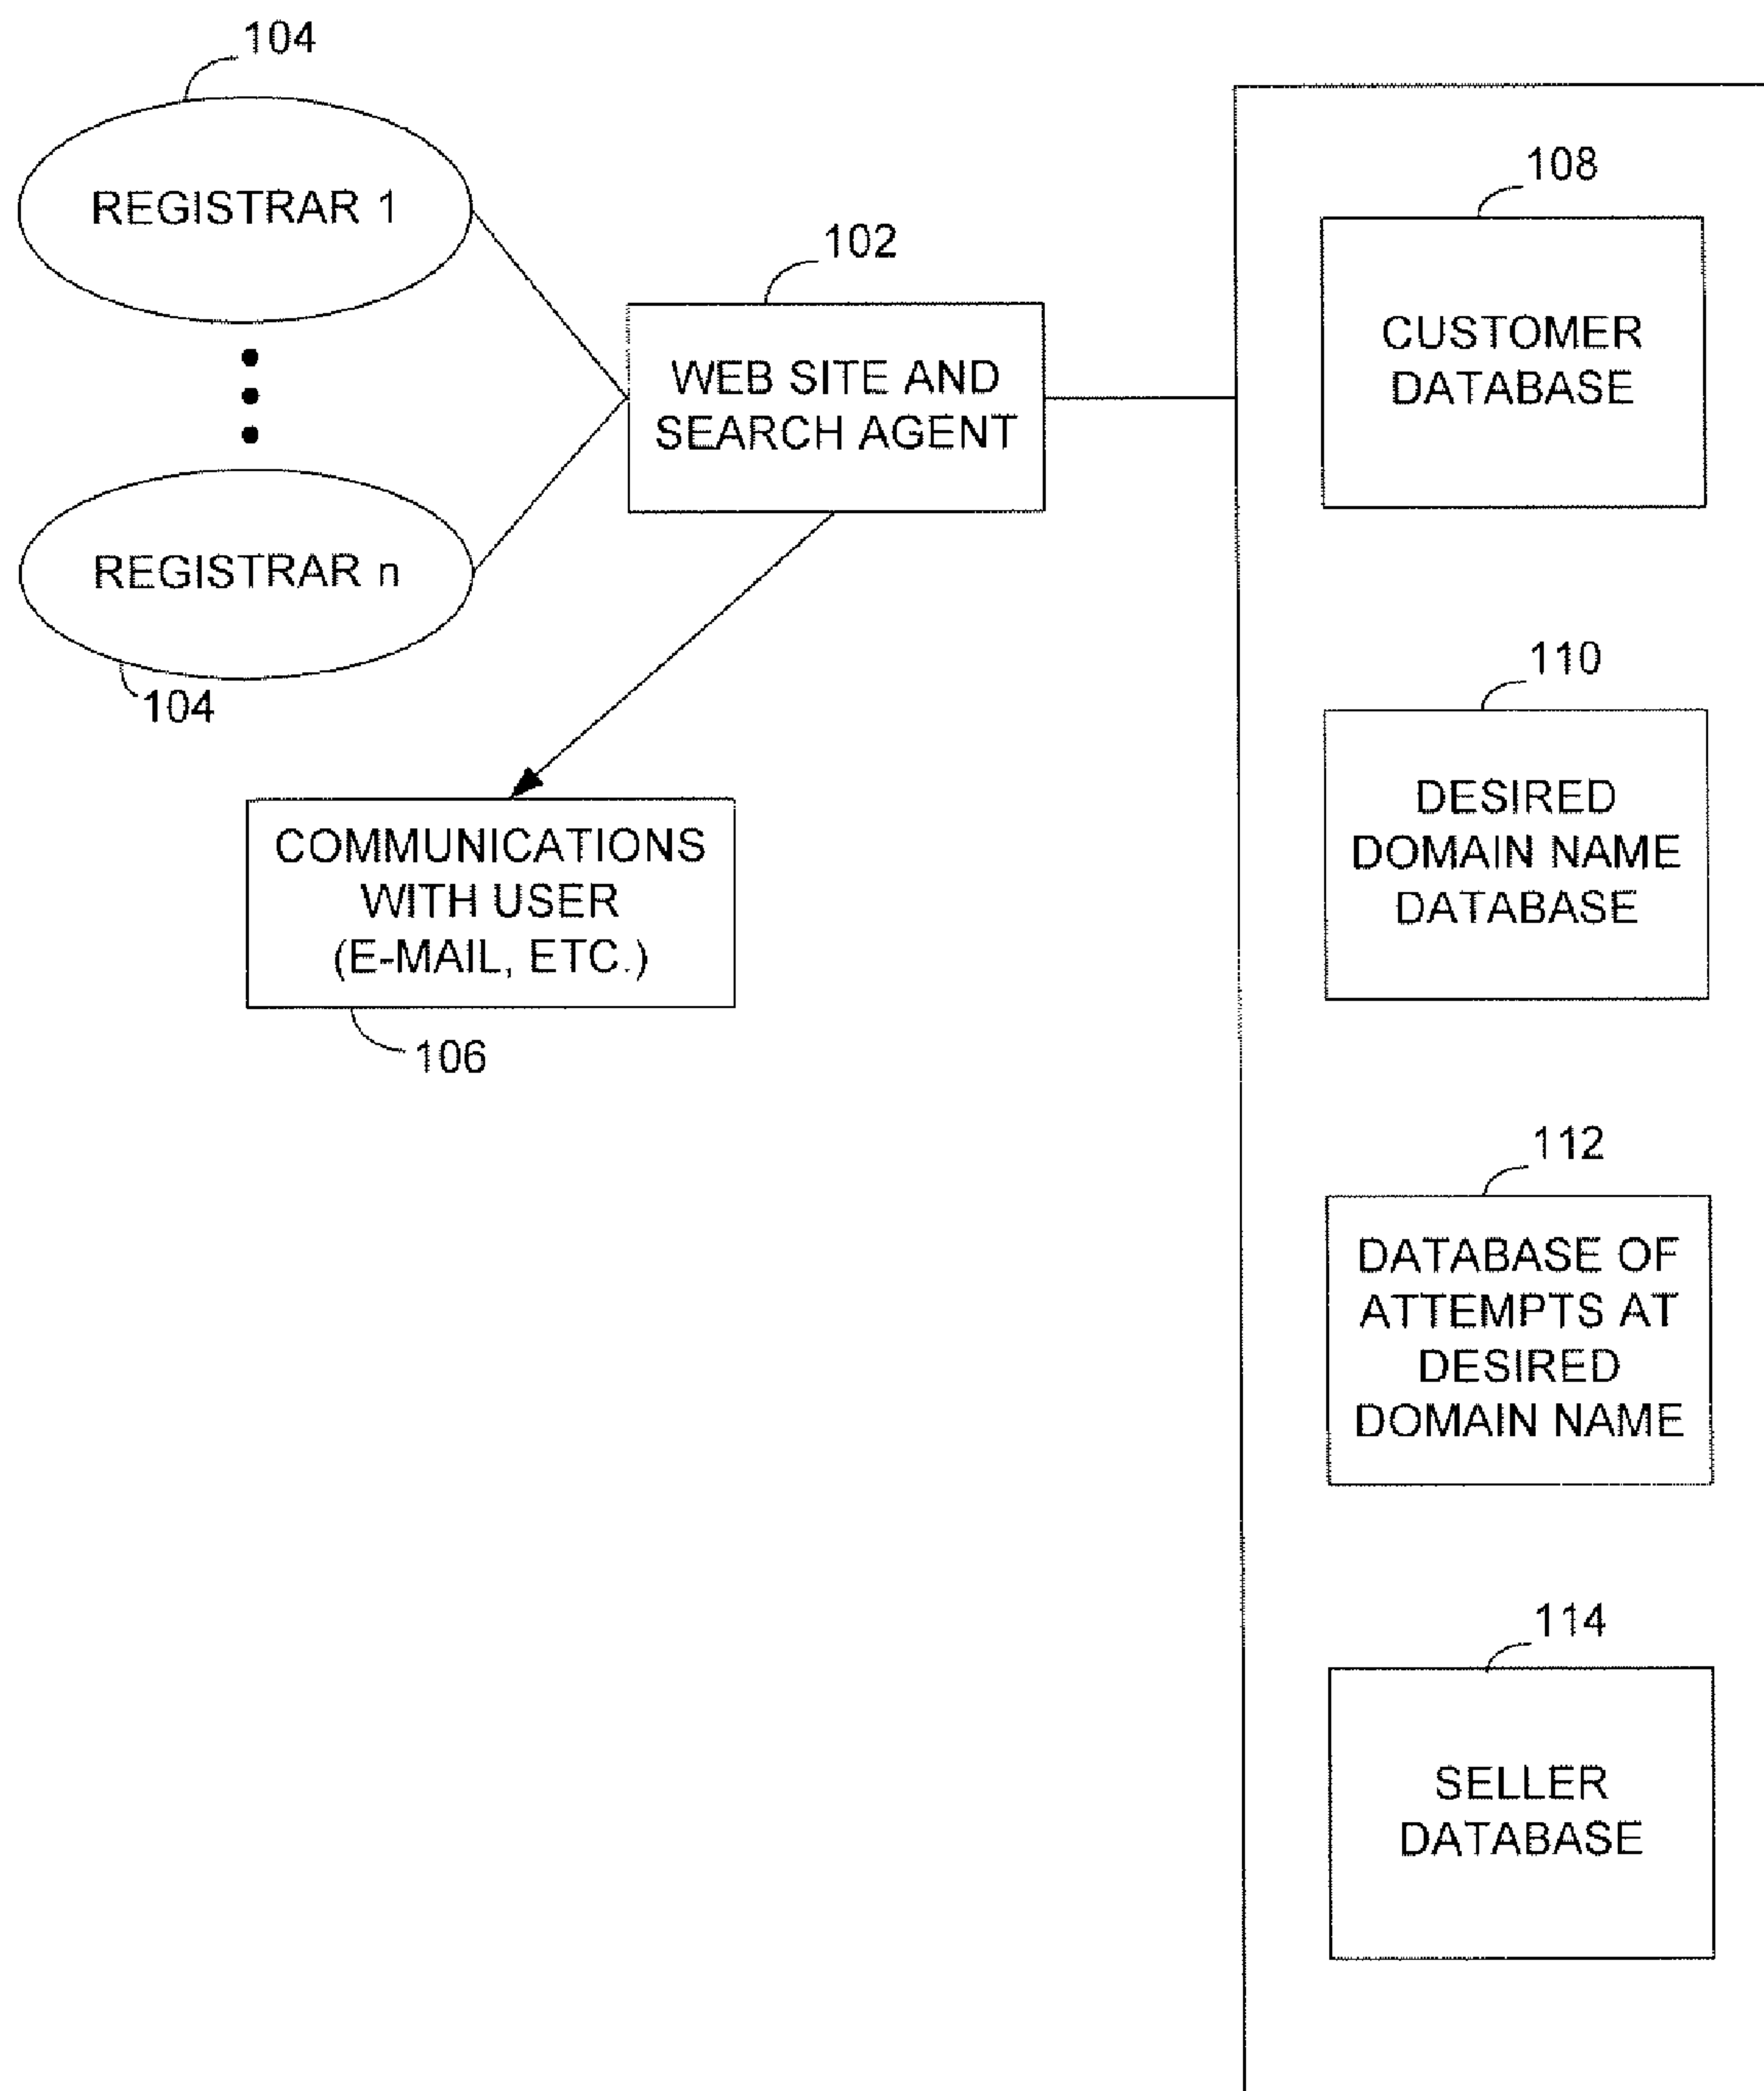 104
REGISTRAR 1
REGISTRAR n
104
102
WEB SITE AND
SEARCH AGENT
COMMUNICATIONS
WITH USER
(E-MAIL, ETC.)
106
108
CUSTOMER
DATABASE
110
DESIRED
DOMAIN NAME
DATABASE
112
DATABASE OF
ATTEMPTS AT
DESIRED
DOMAIN NAME
114
SELLER
DATABASE